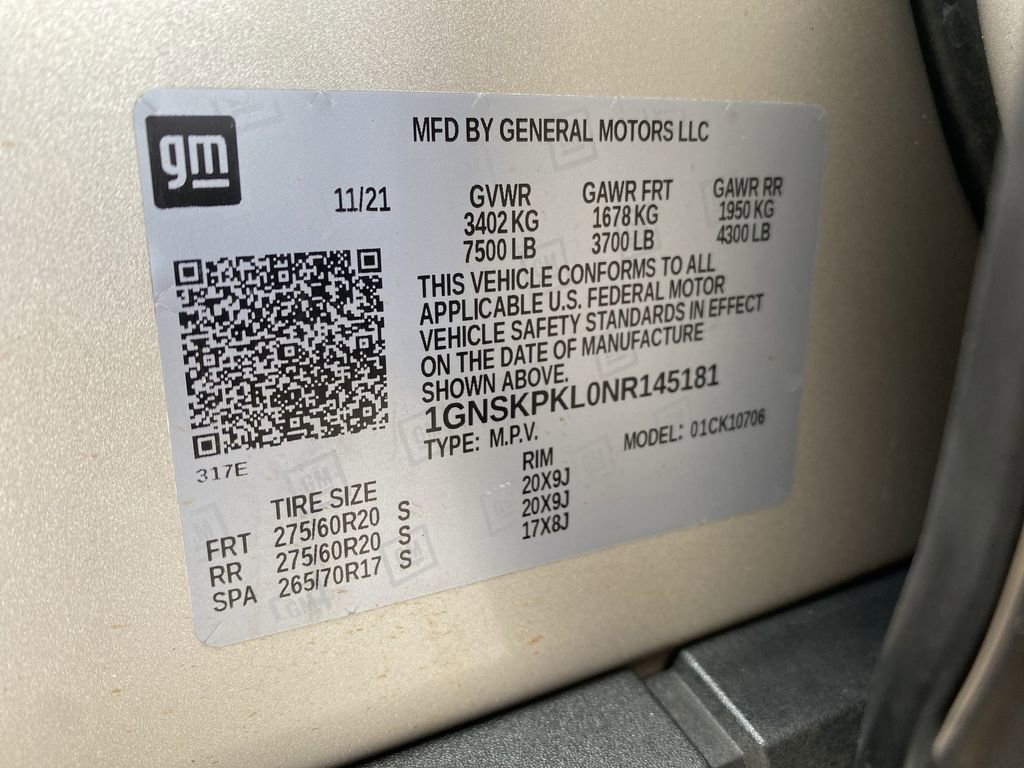 gm
MFD BY GENERAL MOTORS LLC
11/21
GVWR GAWR FRT GAWR RR
3402 KG 1678 KG 1950 KG
7500 LB 3700 LB 4300 LB
THIS VEHICLE CONFORMS TO ALL
APPLICABLE U.S. FEDERAL MOTOR
VEHICLE SAFETY STANDARDS IN EFFECT
ON THE DATE OF MANUFACTURE
SHOWN ABOVE.
1GNSKPKL0NR145181
TYPE: M.P.V. MODEL: 01CK10706
317E
TIRE SIZE RIM
FRT 275/60R20 S 20X9J
RR 275/60R20 S 20X9J
SPA 265/70R17 S 17X8J